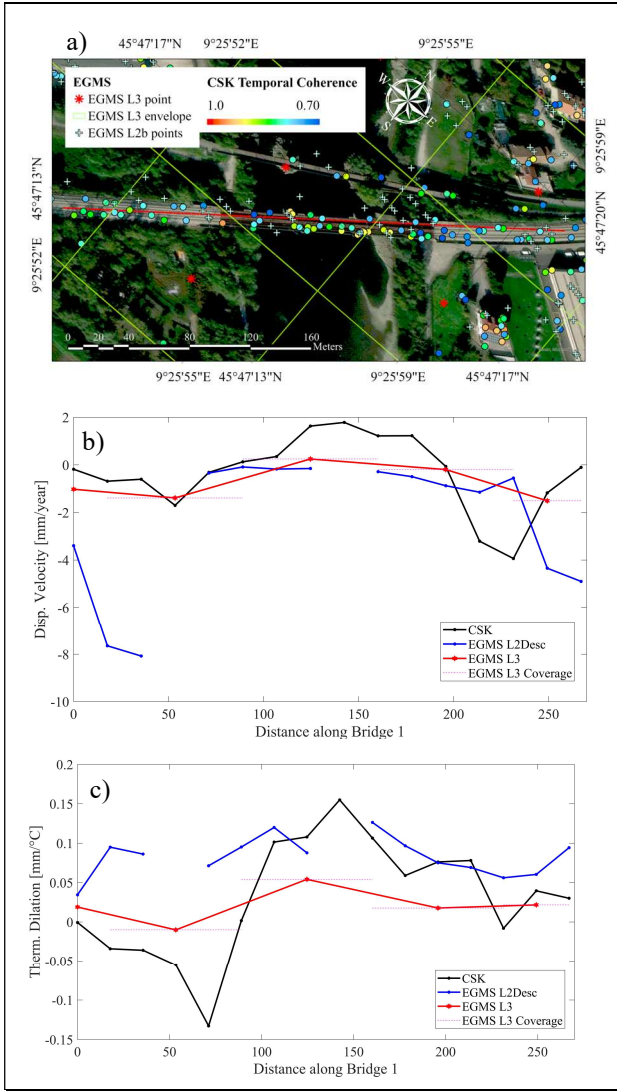 a)
45°47'17"N 9°25'52"E 9°25'55"E
EGMS
EGMS L3 point
EGMS L3 envelope
EGMS L2b points
CSK Temporal Coherence
1.0 0.70
N
W
E
S
45°47'13"N
9°25'52"E
9°25'59"E
45°47'20"N
0 20 40 80 120 160
Meters
9°25'55"E 45°47'13"N 9°25'59"E 45°47'17"N
b)
Disp. Velocity [mm/year]
2
0
-2
-4
-6
-8
-10
CSK
EGMS L2Desc
EGMS L3
EGMS L3 Coverage
0 50 100 150 200 250
Distance along Bridge 1
c)
Therm. Dilation [mm/°C]
0.2
0.15
0.1
0.05
0
-0.05
-0.1
-0.15
CSK
EGMS L2Desc
EGMS L3
EGMS L3 Coverage
0 50 100 150 200 250
Distance along Bridge 1